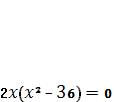 2x(x² - 36) = 0